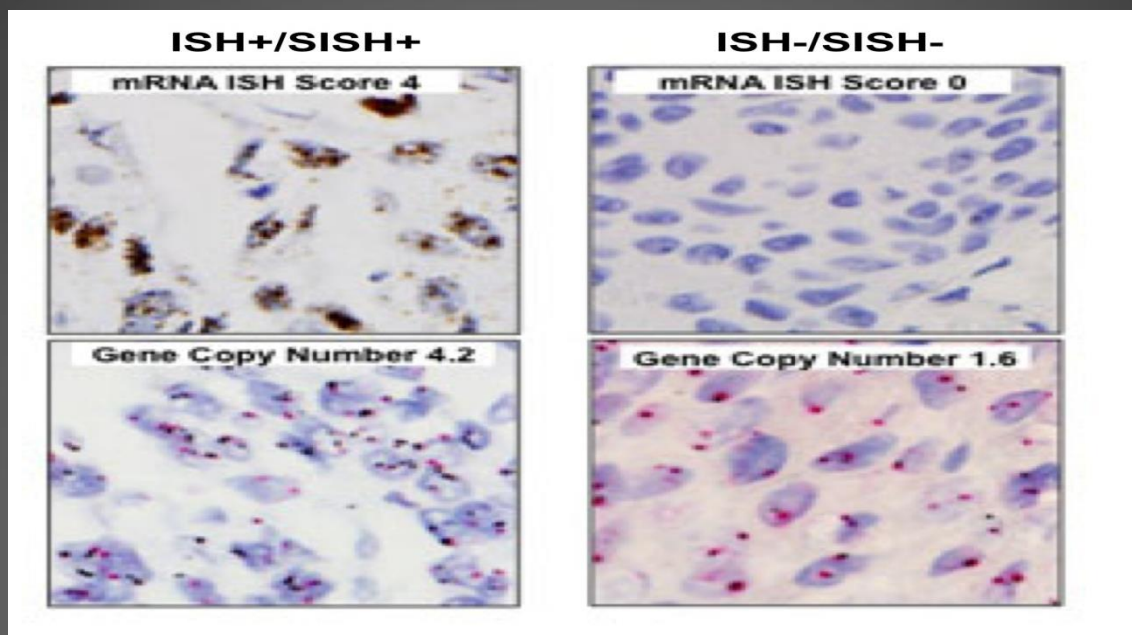 ISH+/SISH+
ISH-/SISH-
mRNA ISH Score 4
mRNA ISH Score 0
Gene Copy Number 4.2
Gene Copy Number 1.6